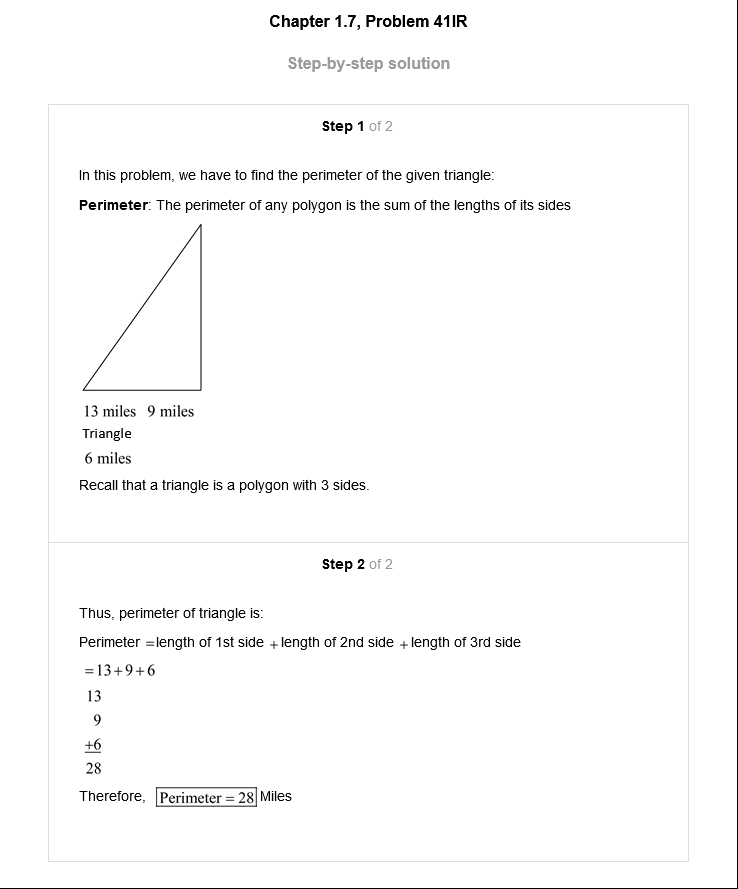 Chapter 1.7, Problem 41IR
Step-by-step solution
Step 1 of 2
In this problem, we have to find the perimeter of the given triangle:
Perimeter: The perimeter of any polygon is the sum of the lengths of its sides
13 miles 9 miles
Triangle
6 miles
Recall that a triangle is a polygon with 3 sides.
Step 2 of 2
Thus, perimeter of triangle is:
Perimeter =length of 1st side +length of 2nd side +length of 3rd side
=13+9+6
13
9
+6
28
Therefore, Perimeter = 28 Miles